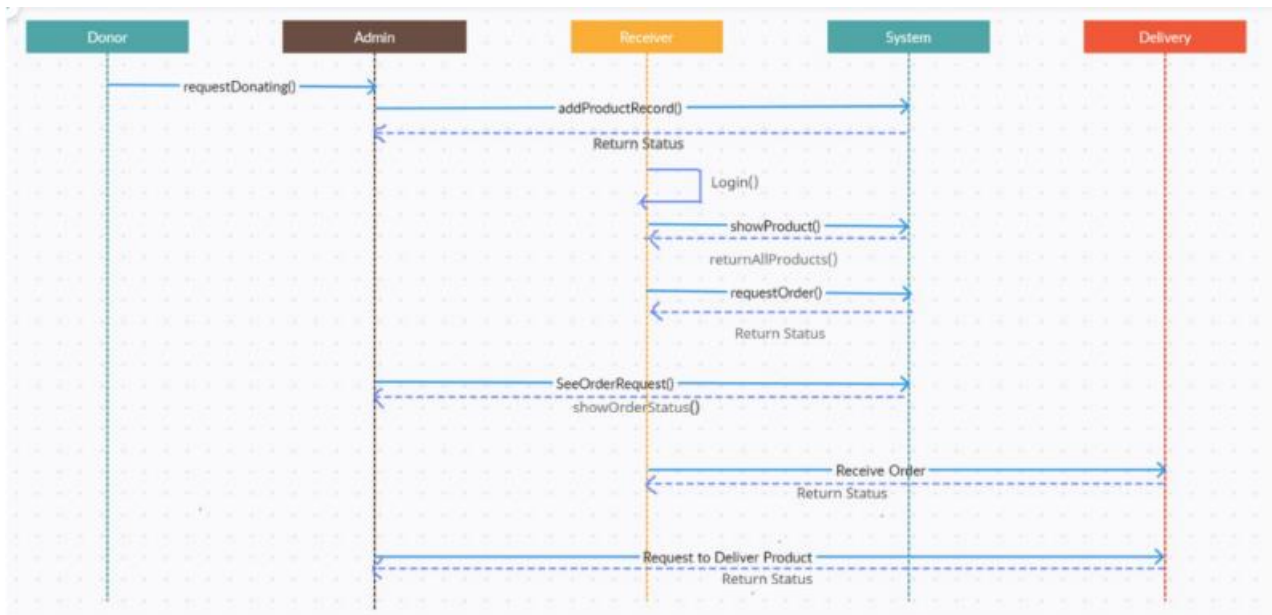 Donor
Admin
Receiver
System
Delivery
requestDonating()
addProductRecord()
Return Status
Login()
showProduct()
returnAllProducts()
requestOrder()
Return Status
SeeOrderRequest()
showOrderStatus()
Receive Order
Return Status
Request to Deliver Product
Return Status